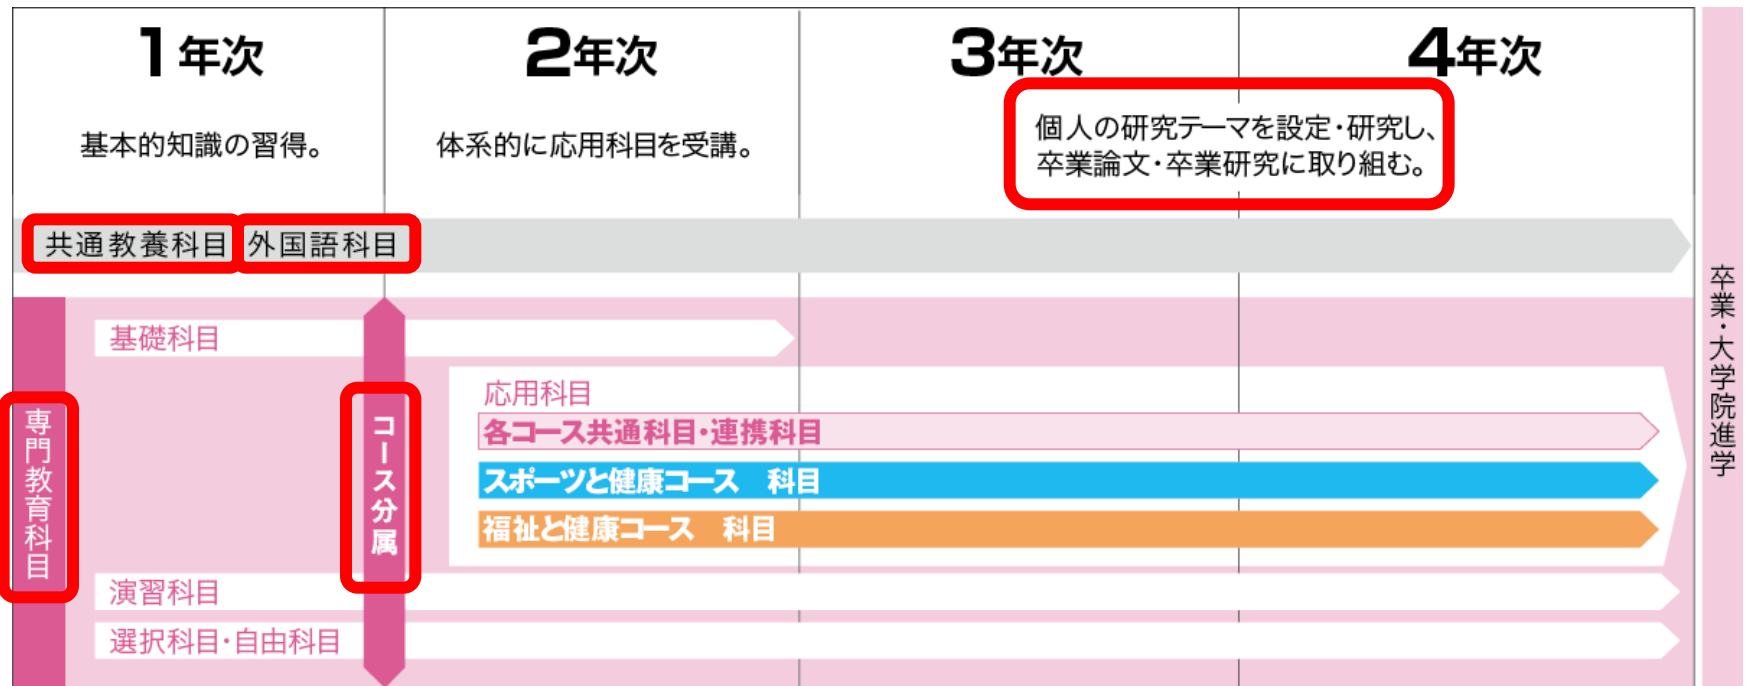 1年次
2年次
3年次
4年次
基本的知識の習得。
体系的に応用科目を受講。
個人の研究テーマを設定・研究し、
卒業論文・卒業研究に取り組む。
共通教養科目
外国語科目
専門教育科目
基礎科目
コース分属
応用科目
各コース共通科目・連携科目
スポーツと健康コース　科目
福祉と健康コース　科目
演習科目
選択科目・自由科目
卒業・大学院進学